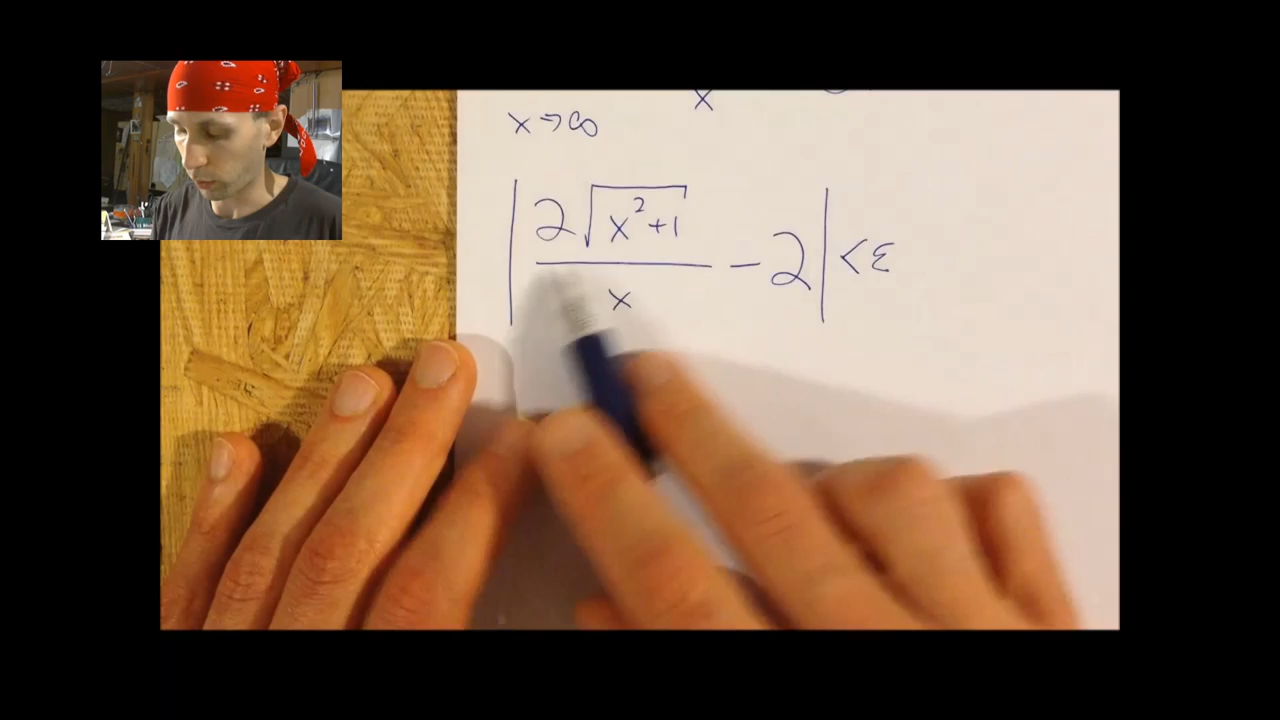 x
x → ∞
| 2√(x²+1) / x − 2 | < ε